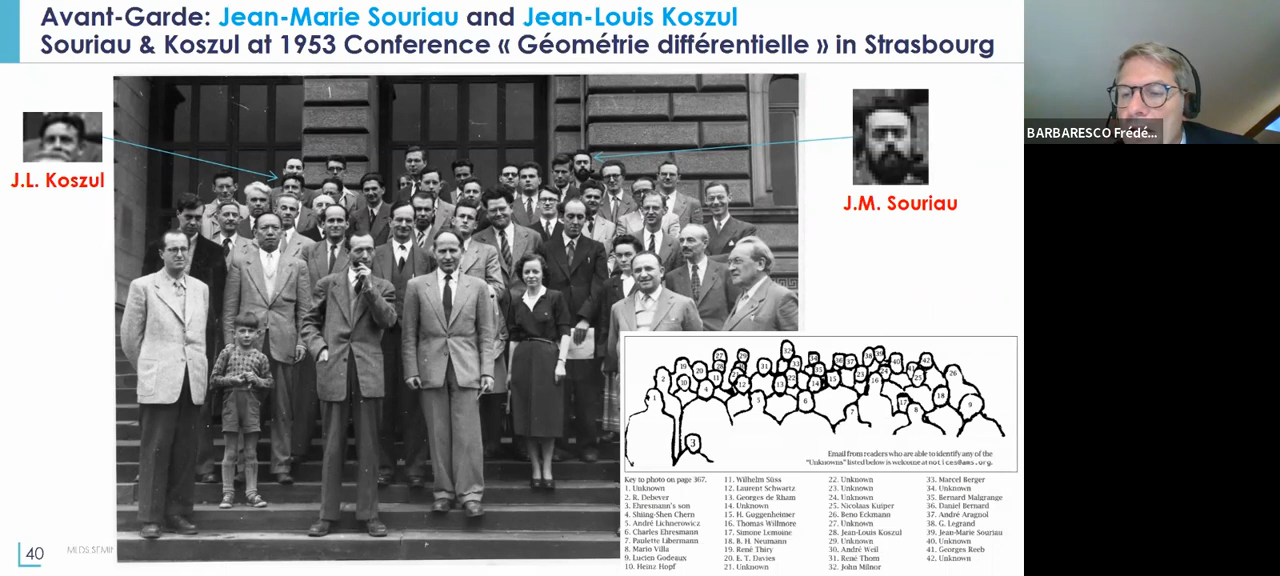 Avant-Garde: Jean-Marie Souriau and Jean-Louis Koszul
Souriau & Koszul at 1953 Conference « Géométrie différentielle » in Strasbourg
BARBARESCO Frédé...
J.L. Koszul
J.M. Souriau
Email from readers who are able to identify any of the
"Unknowns" listed below is welcome at notices@ams.org.
Key to photo on page 367.
1. Unknown
2. R. Debever
3. Ehresmann's son
4. Shiing-Shen Chern
5. André Lichnerowicz
6. Charles Ehresmann
7. Paulette Libermann
8. Mario Villa
9. Lucien Godeaux
10. Heinz Hopf
11. Wilhelm Süss
12. Laurent Schwartz
13. Georges de Rham
14. Unknown
15. H. Guggenheimer
16. Thomas Willmore
17. Simone Lemoine
18. B. H. Neumann
19. René Thiry
20. E. T. Davies
21. Unknown
22. Unknown
23. Unknown
24. Unknown
25. Nicolaas Kuiper
26. Beno Eckmann
27. Unknown
28. Jean-Louis Koszul
29. Unknown
30. André Weil
31. René Thom
32. John Milnor
33. Marcel Berger
34. Unknown
35. Bernard Malgrange
36. Daniel Bernard
37. André Aragnol
38. G. Legrand
39. Jean-Marie Souriau
40. Unknown
41. Georges Reeb
42. Unknown
40